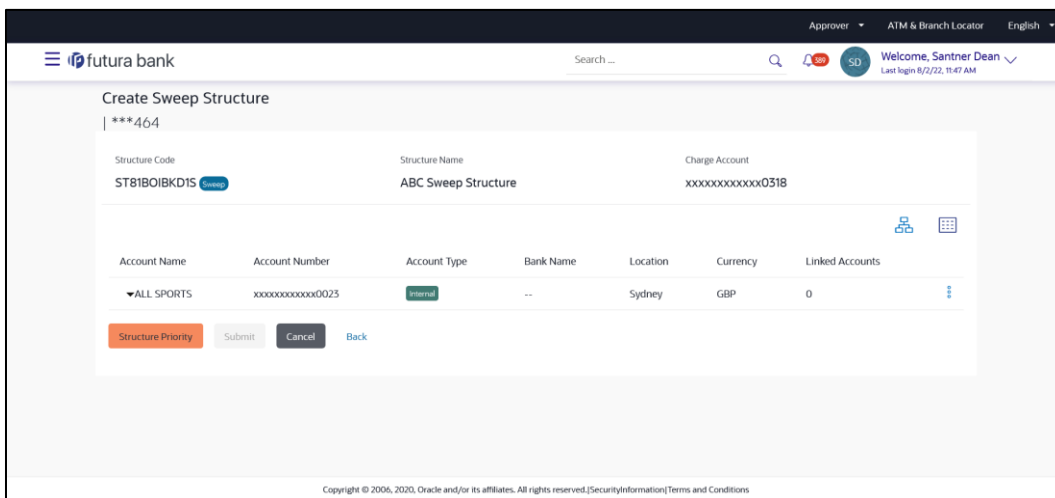 Approver ATM & Branch Locator English
futura bank Search ... 389 SD Welcome, Santner Dean
Last login 8/2/22, 11:47 AM
Create Sweep Structure
| ***464
Structure Code Structure Name Charge Account
ST81BOIBKD1S Sweep ABC Sweep Structure xxxxxxxxxxxx0318
Account Name Account Number Account Type Bank Name Location Currency Linked Accounts
ALL SPORTS xxxxxxxxxxxx0023 Internal -- Sydney GBP 0
Structure Priority Submit Cancel Back
Copyright © 2006, 2020, Oracle and/or its affiliates. All rights reserved.|SecurityInformation|Terms and Conditions